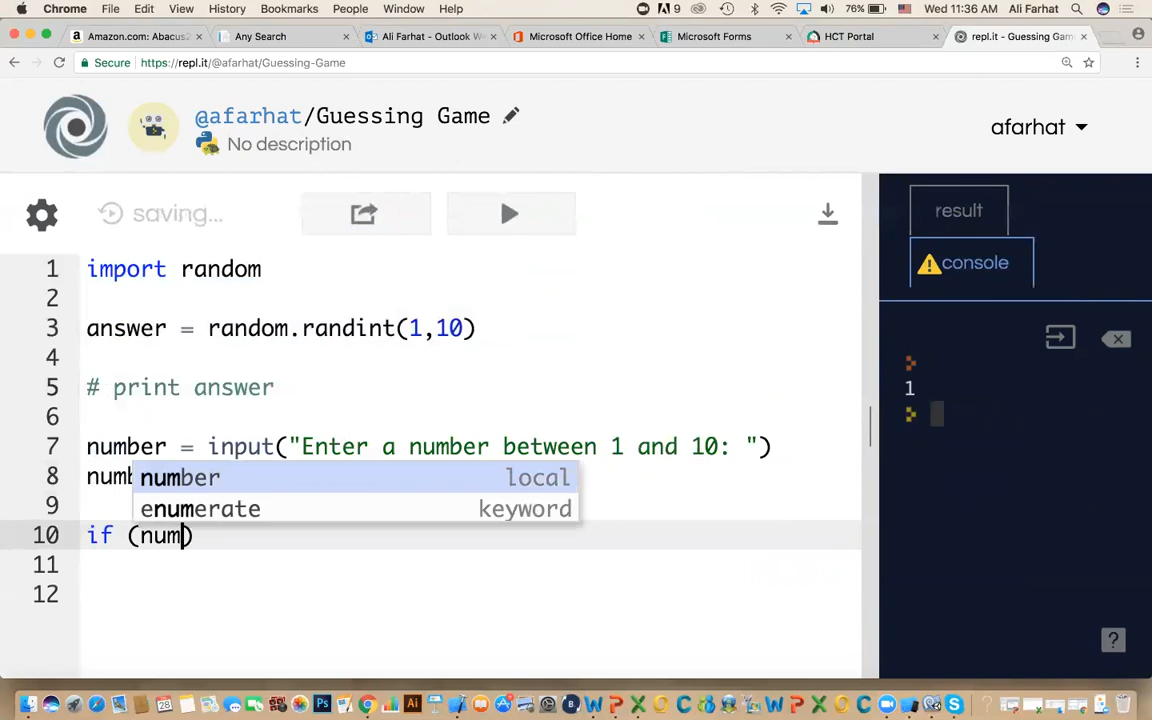 Chrome File Edit View History Bookmarks People Window Help 9 76% Wed 11:36 AM Ali Farhat
Amazon.com: Abacus2 Any Search Ali Farhat - Outlook W Microsoft Office Home Microsoft Forms HCT Portal repl.it - Guessing Gam
Secure https://repl.it/@afarhat/Guessing-Game
@afarhat/Guessing Game
No description
afarhat
saving...
result
console
1 import random
2
3 answer = random.randint(1,10)
4
5 # print answer
6
7 number = input("Enter a number between 1 and 10: ")
8 numb
number local
9
enumerate keyword
10 if (num)
11
12
1
?